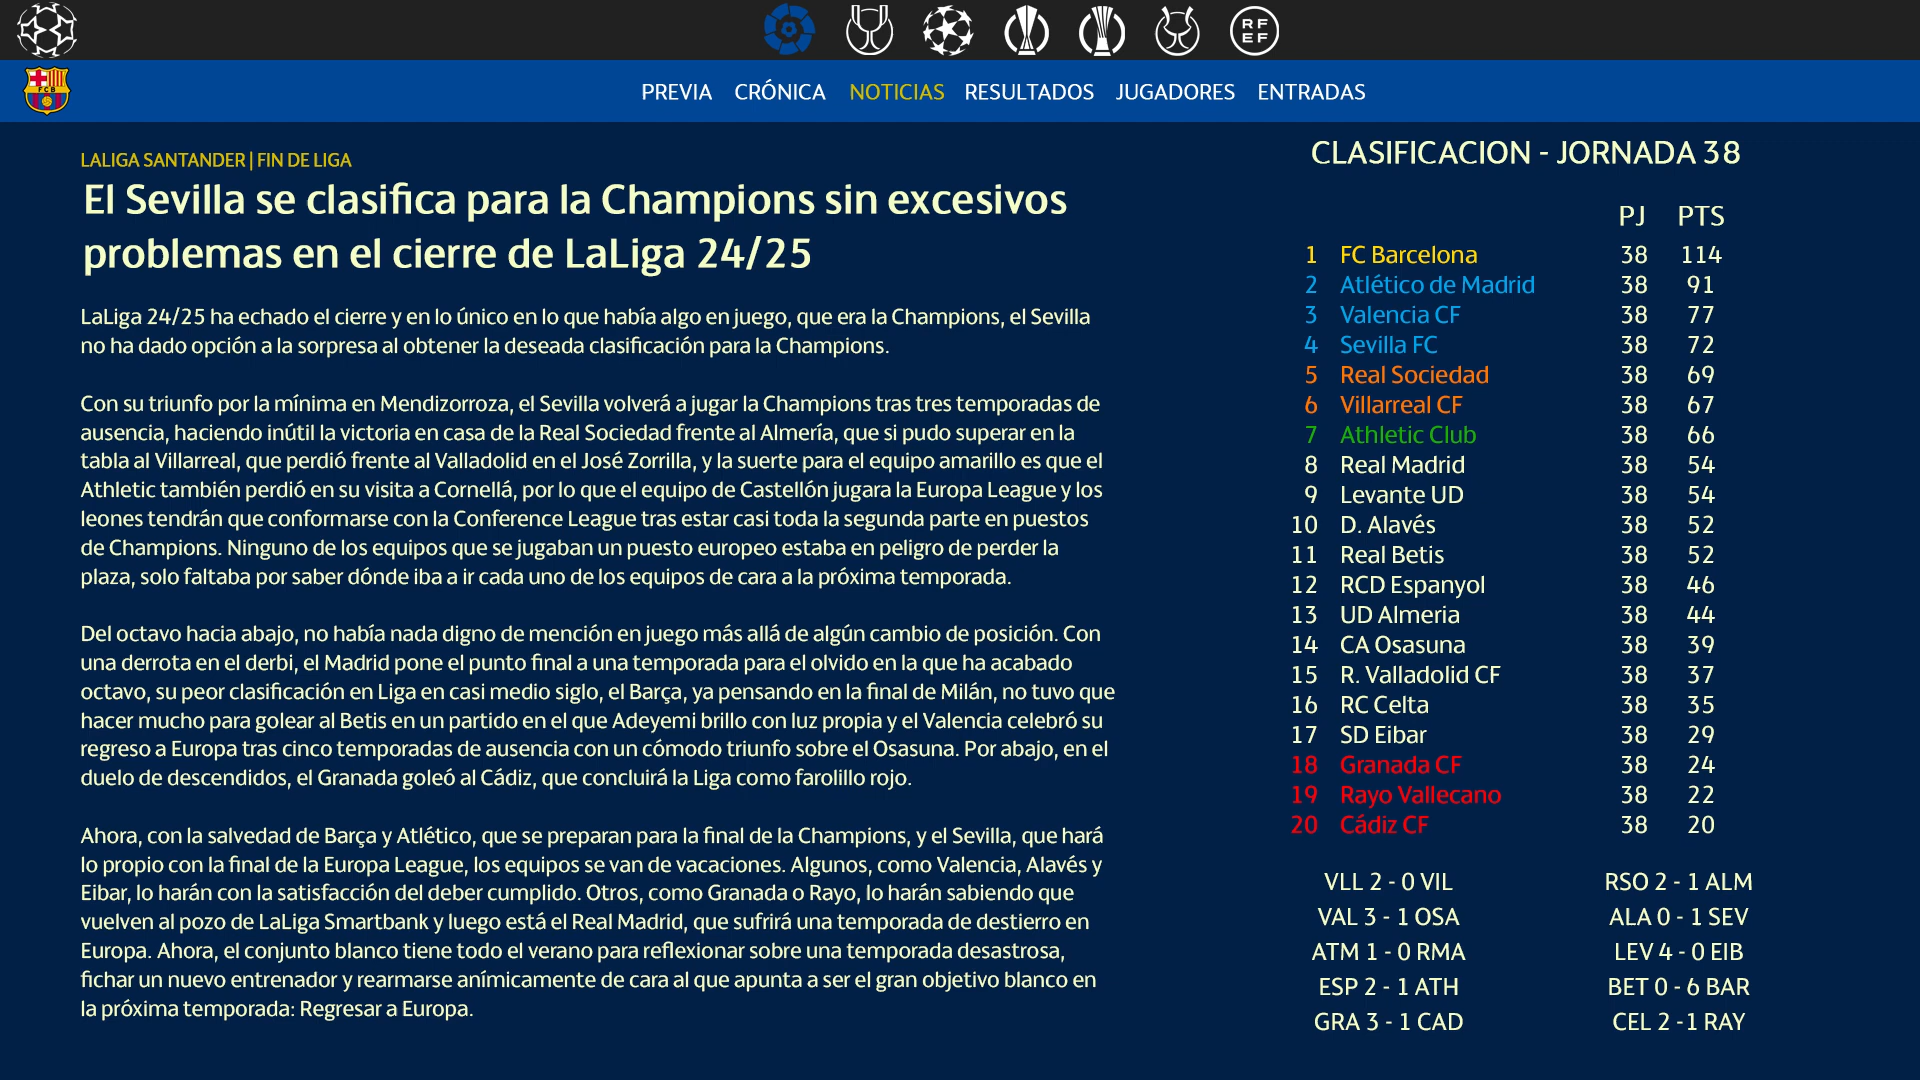 RF
EF
FCB
PREVIA CRÓNICA NOTICIAS RESULTADOS JUGADORES ENTRADAS
LALIGA SANTANDER | FIN DE LIGA
El Sevilla se clasifica para la Champions sin excesivos
problemas en el cierre de LaLiga 24/25
LaLiga 24/25 ha echado el cierre y en lo único en lo que había algo en juego, que era la Champions, el Sevilla
no ha dado opción a la sorpresa al obtener la deseada clasificación para la Champions.
Con su triunfo por la mínima en Mendizorroza, el Sevilla volverá a jugar la Champions tras tres temporadas de
ausencia, haciendo inútil la victoria en casa de la Real Sociedad frente al Almería, que si pudo superar en la
tabla al Villarreal, que perdió frente al Valladolid en el José Zorrilla, y la suerte para el equipo amarillo es que el
Athletic también perdió en su visita a Cornellá, por lo que el equipo de Castellón jugara la Europa League y los
leones tendrán que conformarse con la Conference League tras estar casi toda la segunda parte en puestos
de Champions. Ninguno de los equipos que se jugaban un puesto europeo estaba en peligro de perder la
plaza, solo faltaba por saber dónde iba a ir cada uno de los equipos de cara a la próxima temporada.
Del octavo hacia abajo, no había nada digno de mención en juego más allá de algún cambio de posición. Con
una derrota en el derbi, el Madrid pone el punto final a una temporada para el olvido en la que ha acabado
octavo, su peor clasificación en Liga en casi medio siglo, el Barça, ya pensando en la final de Milán, no tuvo que
hacer mucho para golear al Betis en un partido en el que Adeyemi brillo con luz propia y el Valencia celebró su
regreso a Europa tras cinco temporadas de ausencia con un cómodo triunfo sobre el Osasuna. Por abajo, en el
duelo de descendidos, el Granada goleó al Cádiz, que concluirá la Liga como farolillo rojo.
Ahora, con la salvedad de Barça y Atlético, que se preparan para la final de la Champions, y el Sevilla, que hará
lo propio con la final de la Europa League, los equipos se van de vacaciones. Algunos, como Valencia, Alavés y
Eibar, lo harán con la satisfacción del deber cumplido. Otros, como Granada o Rayo, lo harán sabiendo que
vuelven al pozo de LaLiga Smartbank y luego está el Real Madrid, que sufrirá una temporada de destierro en
Europa. Ahora, el conjunto blanco tiene todo el verano para reflexionar sobre una temporada desastrosa,
fichar un nuevo entrenador y rearmarse anímicamente de cara al que apunta a ser el gran objetivo blanco en
la próxima temporada: Regresar a Europa.
CLASIFICACION - JORNADA 38
PJ PTS
1 FC Barcelona 38 114
2 Atlético de Madrid 38 91
3 Valencia CF 38 77
4 Sevilla FC 38 72
5 Real Sociedad 38 69
6 Villarreal CF 38 67
7 Athletic Club 38 66
8 Real Madrid 38 54
9 Levante UD 38 54
10 D. Alavés 38 52
11 Real Betis 38 52
12 RCD Espanyol 38 46
13 UD Almeria 38 44
14 CA Osasuna 38 39
15 R. Valladolid CF 38 37
16 RC Celta 38 35
17 SD Eibar 38 29
18 Granada CF 38 24
19 Rayo Vallecano 38 22
20 Cádiz CF 38 20
VLL 2 - 0 VIL RSO 2 - 1 ALM
VAL 3 - 1 OSA ALA 0 - 1 SEV
ATM 1 - 0 RMA LEV 4 - 0 EIB
ESP 2 - 1 ATH BET 0 - 6 BAR
GRA 3 - 1 CAD CEL 2 -1 RAY